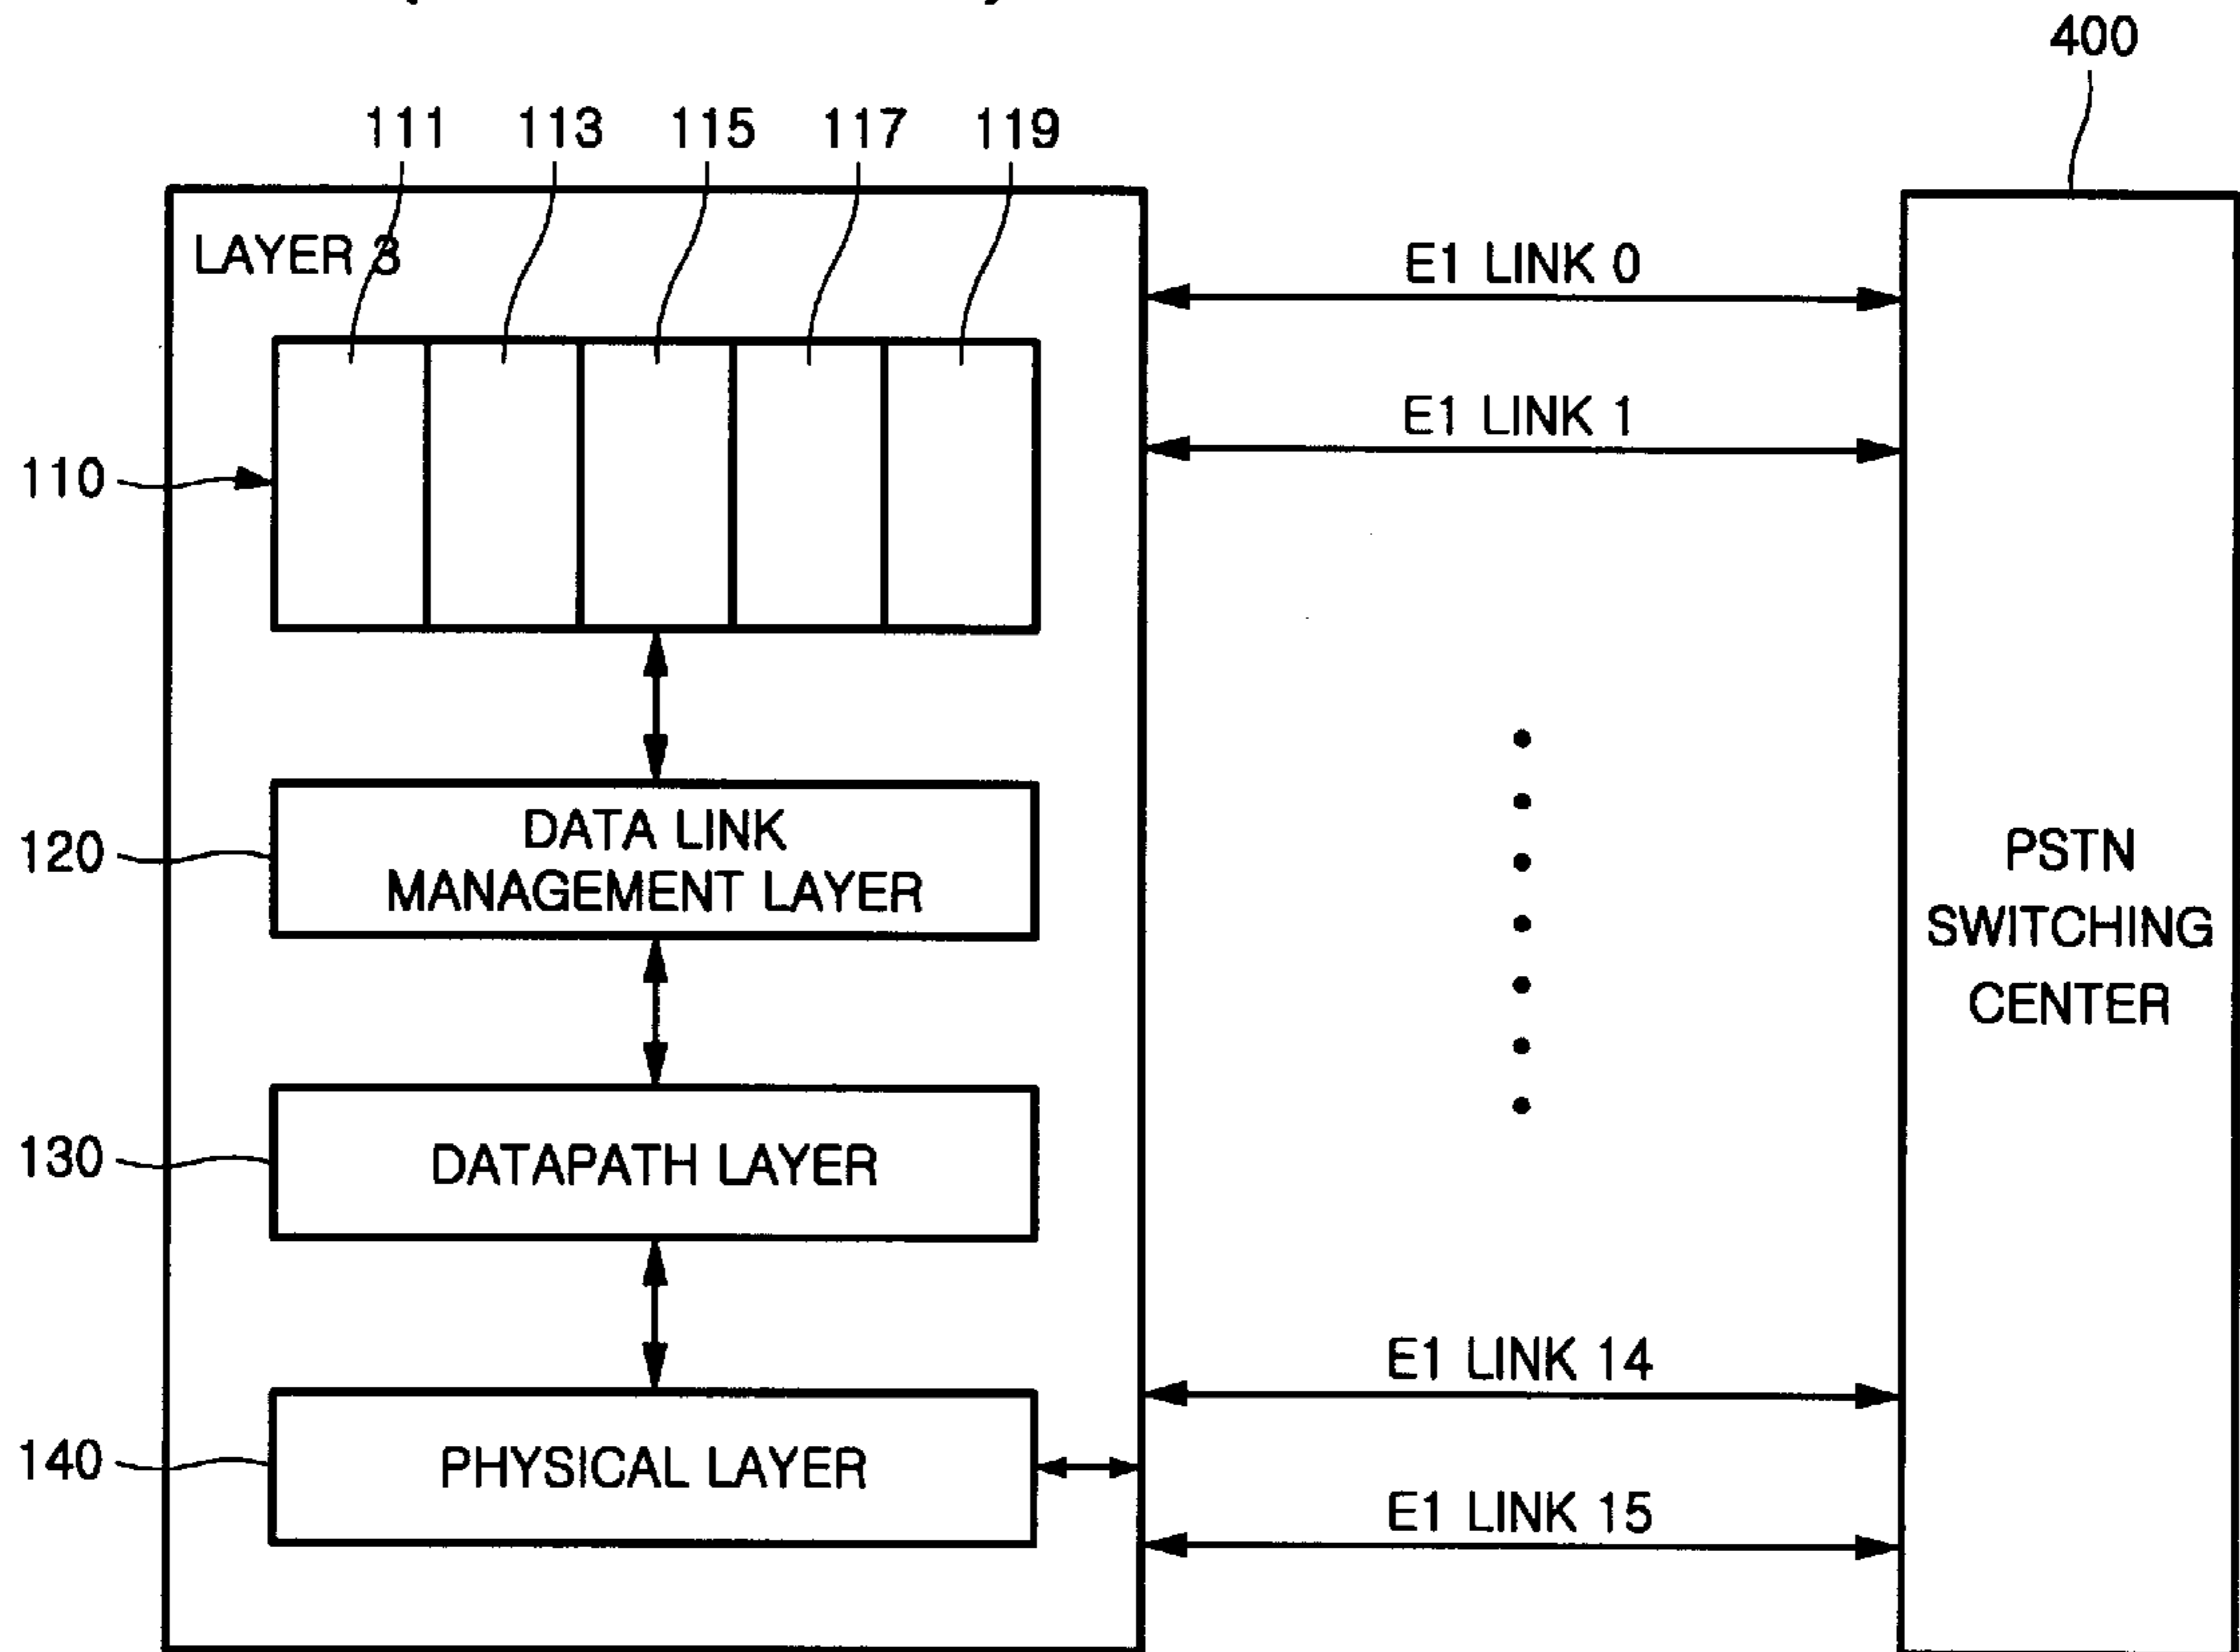 400
111 113 115 117 119
LAYER 3
E1 LINK 0
E1 LINK 1
110
120
DATA LINK
MANAGEMENT LAYER
PSTN
SWITCHING
CENTER
130
DATAPATH LAYER
E1 LINK 14
140
PHYSICAL LAYER
E1 LINK 15